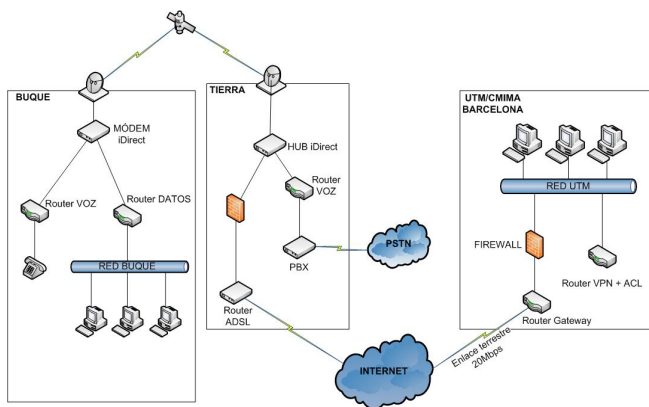 BUQUE
MÓDEM
iDirect
Router VOZ
Router DATOS
RED BUQUE
TIERRA
HUB iDirect
Router
VOZ
PBX
PSTN
Router
ADSL
INTERNET
UTM/CMIMA
BARCELONA
RED UTM
FIREWALL
Router VPN + ACL
Router Gateway
Enlace terrestre
20Mbps